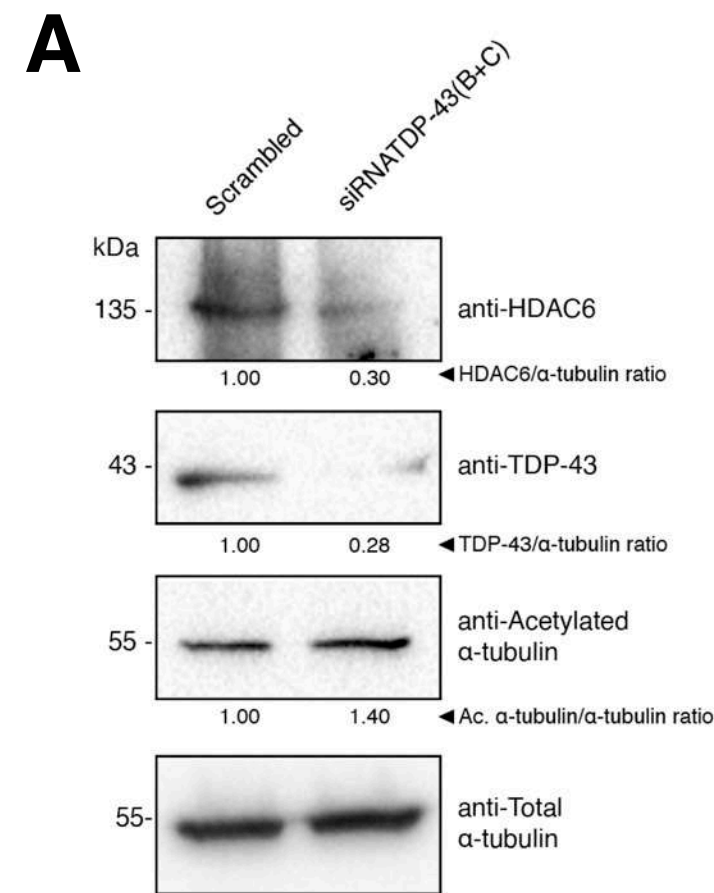 A
Scrambled
siRNATDP-43(B+C)
kDa
135 -
anti-HDAC6
1.00 0.30 ◄HDAC6/α-tubulin ratio
43 -
anti-TDP-43
1.00 0.28 ◄TDP-43/α-tubulin ratio
55 -
anti-Acetylated
α-tubulin
1.00 1.40 ◄Ac. α-tubulin/α-tubulin ratio
55-
anti-Total
α-tubulin